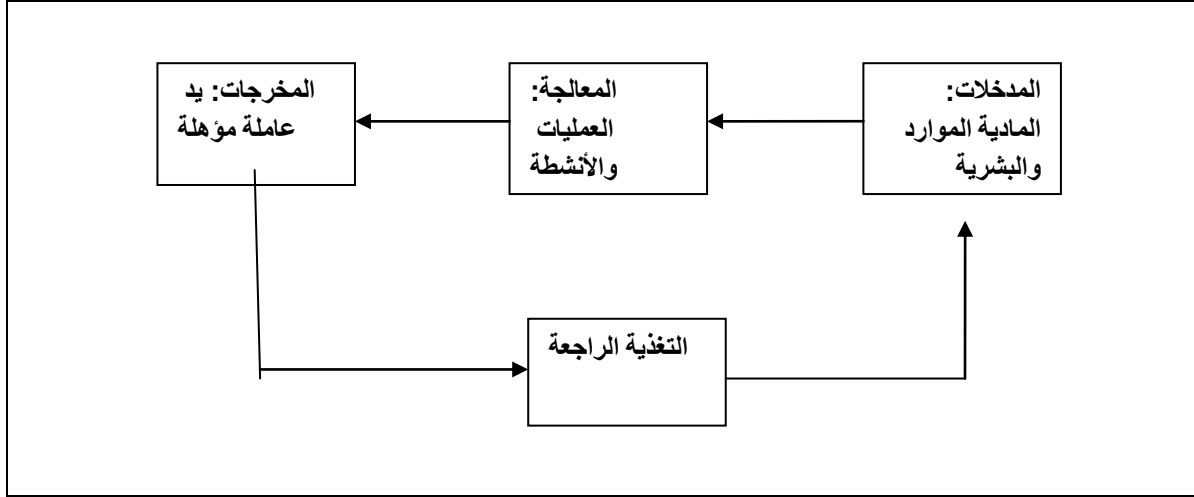 المدخلات:
المادية الموارد
والبشرية
المعالجة:
العمليات
والأنشطة
المخرجات: يد
عاملة مؤهلة
التغذية الراجعة